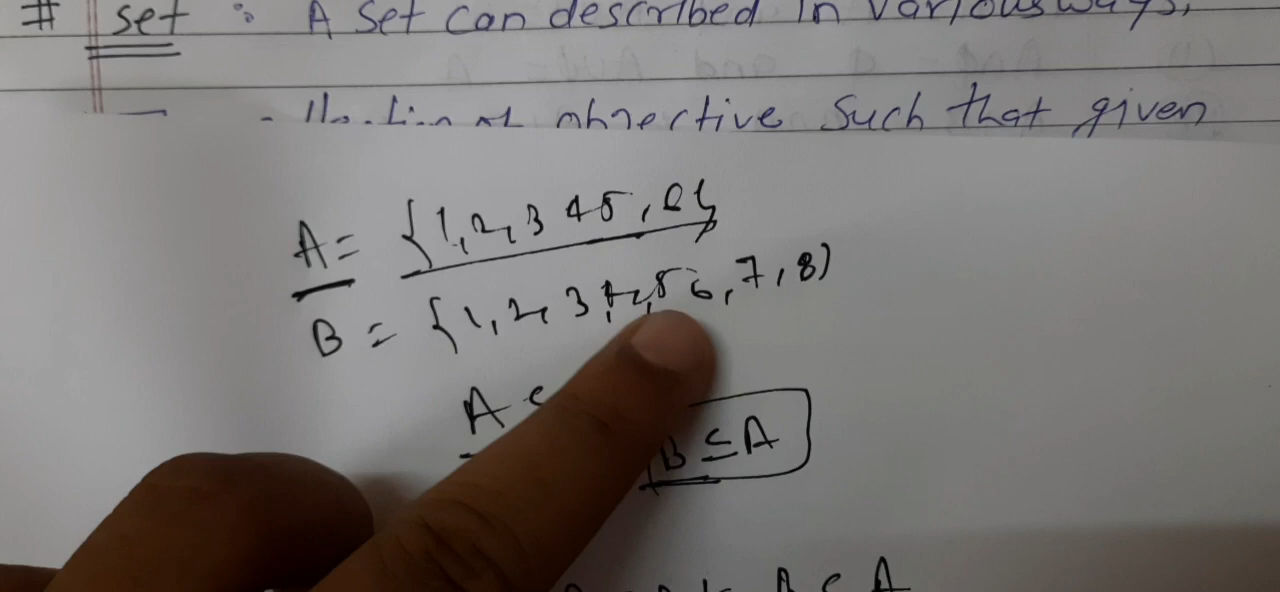 # set : A Set can described in various ways,
such that given
A = {1,2,3 4 5,6}
B = {1,2,3,4,5 6,7,8)
A
B ⊆ A
A